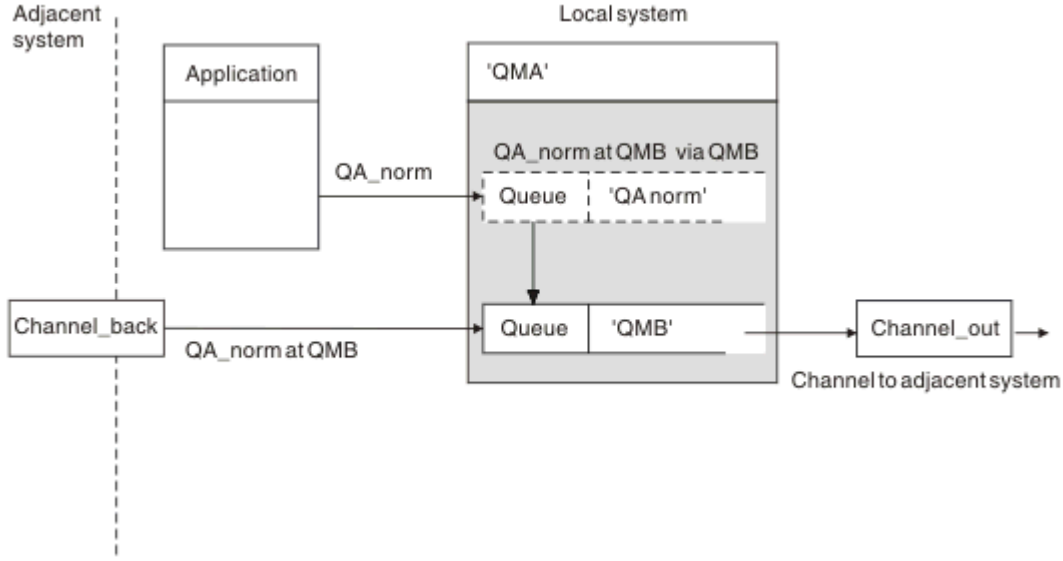 Adjacent
system
Local system
Application
'QMA'
QA_norm at QMB via QMB
QA_norm
Queue
'QA norm'
Channel_back
Queue
'QMB'
Channel_out
QA_norm at QMB
Channel to adjacent system